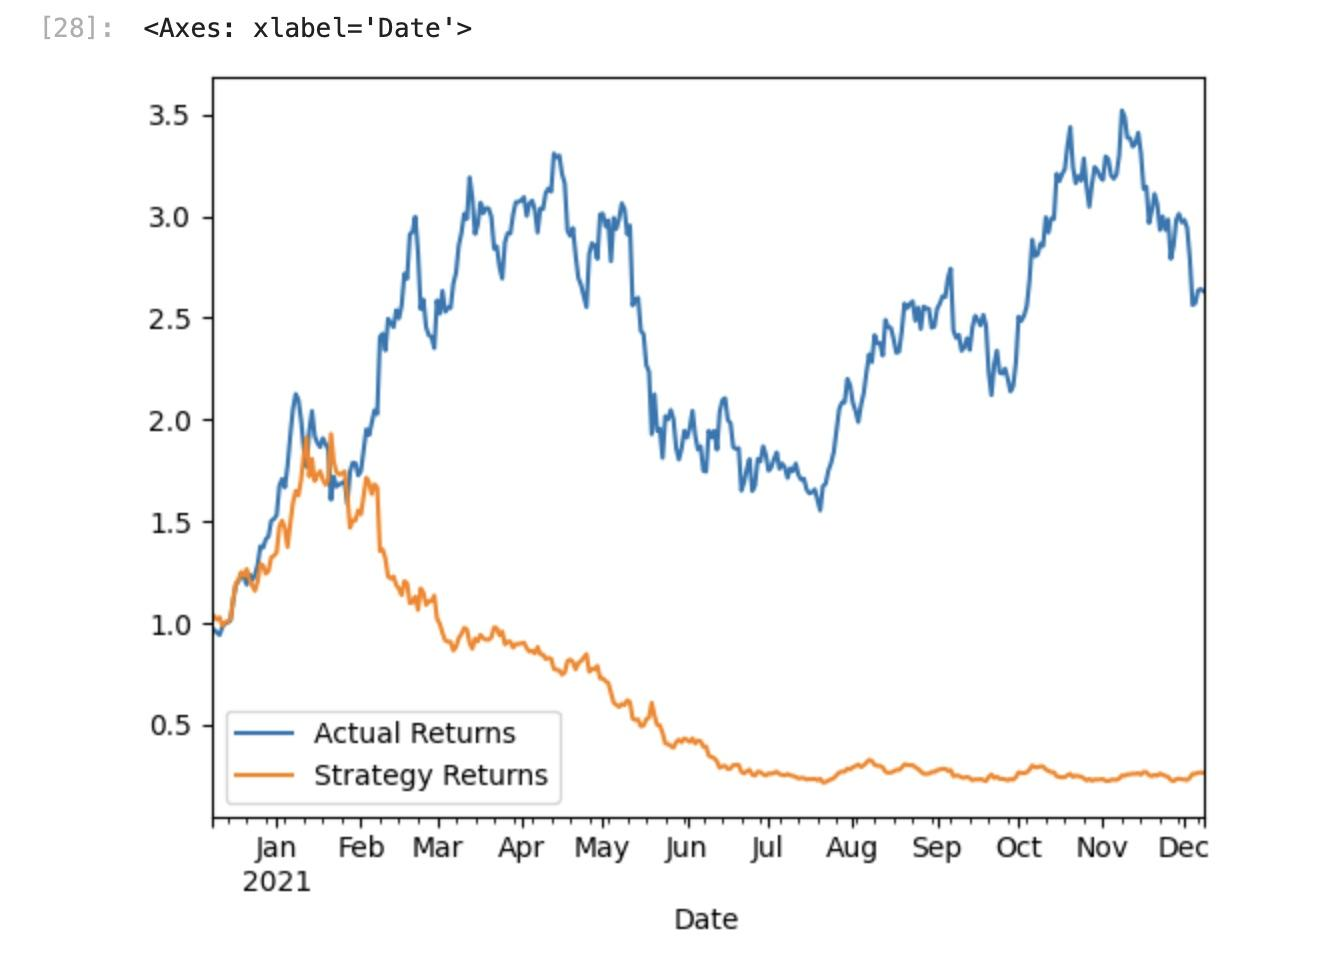 [28]: <Axes: xlabel='Date'>
3.5
3.0
2.5
2.0
1.5
1.0
0.5
Actual Returns
Strategy Returns
Jan Feb Mar Apr May Jun Jul Aug Sep Oct Nov Dec
2021
Date